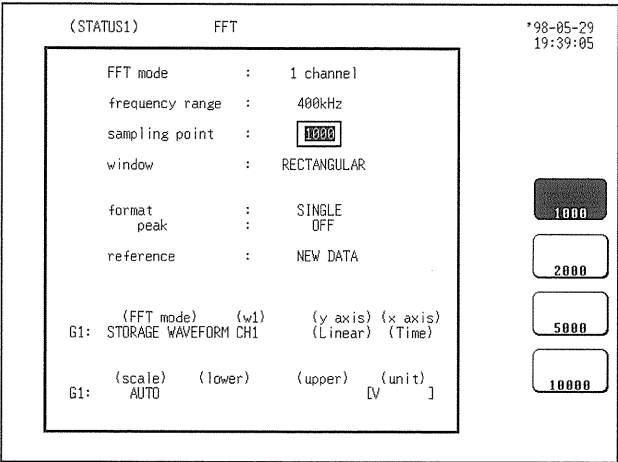 (STATUS1) FFT '98-05-29
19:39:05
FFT mode : 1 channel
frequency range : 400kHz
sampling point : 1000
window : RECTANGULAR
format : SINGLE
peak : OFF
reference : NEW DATA
(FFT mode) (w1) (y axis) (x axis)
G1: STORAGE WAVEFORM CH1 (Linear) (Time)
(scale) (lower) (upper) (unit)
G1: AUTO [V ]
1000
2000
5000
10000